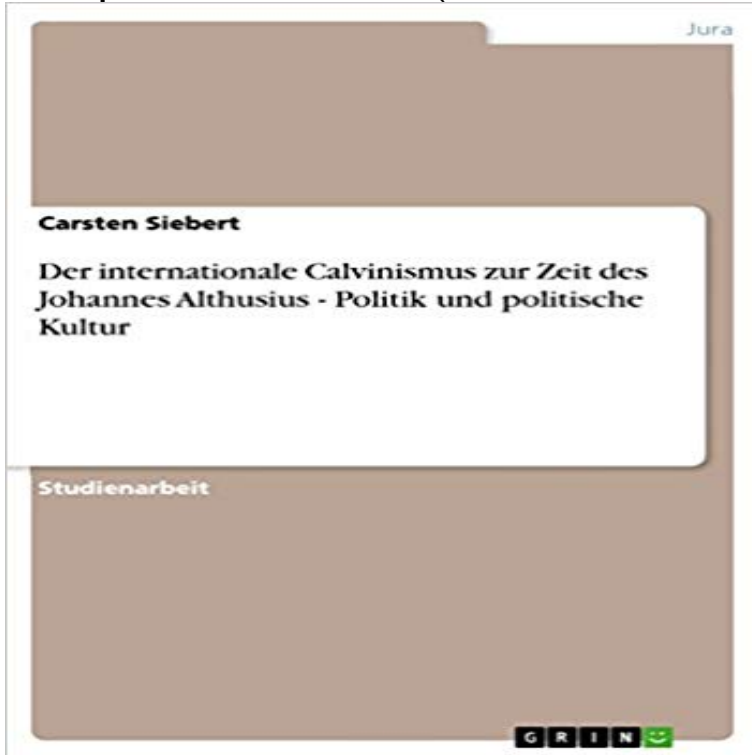 Jura
Carsten Siebert
Der internationale Calvinismus zur Zeit des
Johannes Althusius - Politik und politische
Kultur
Studienarbeit
GRIN